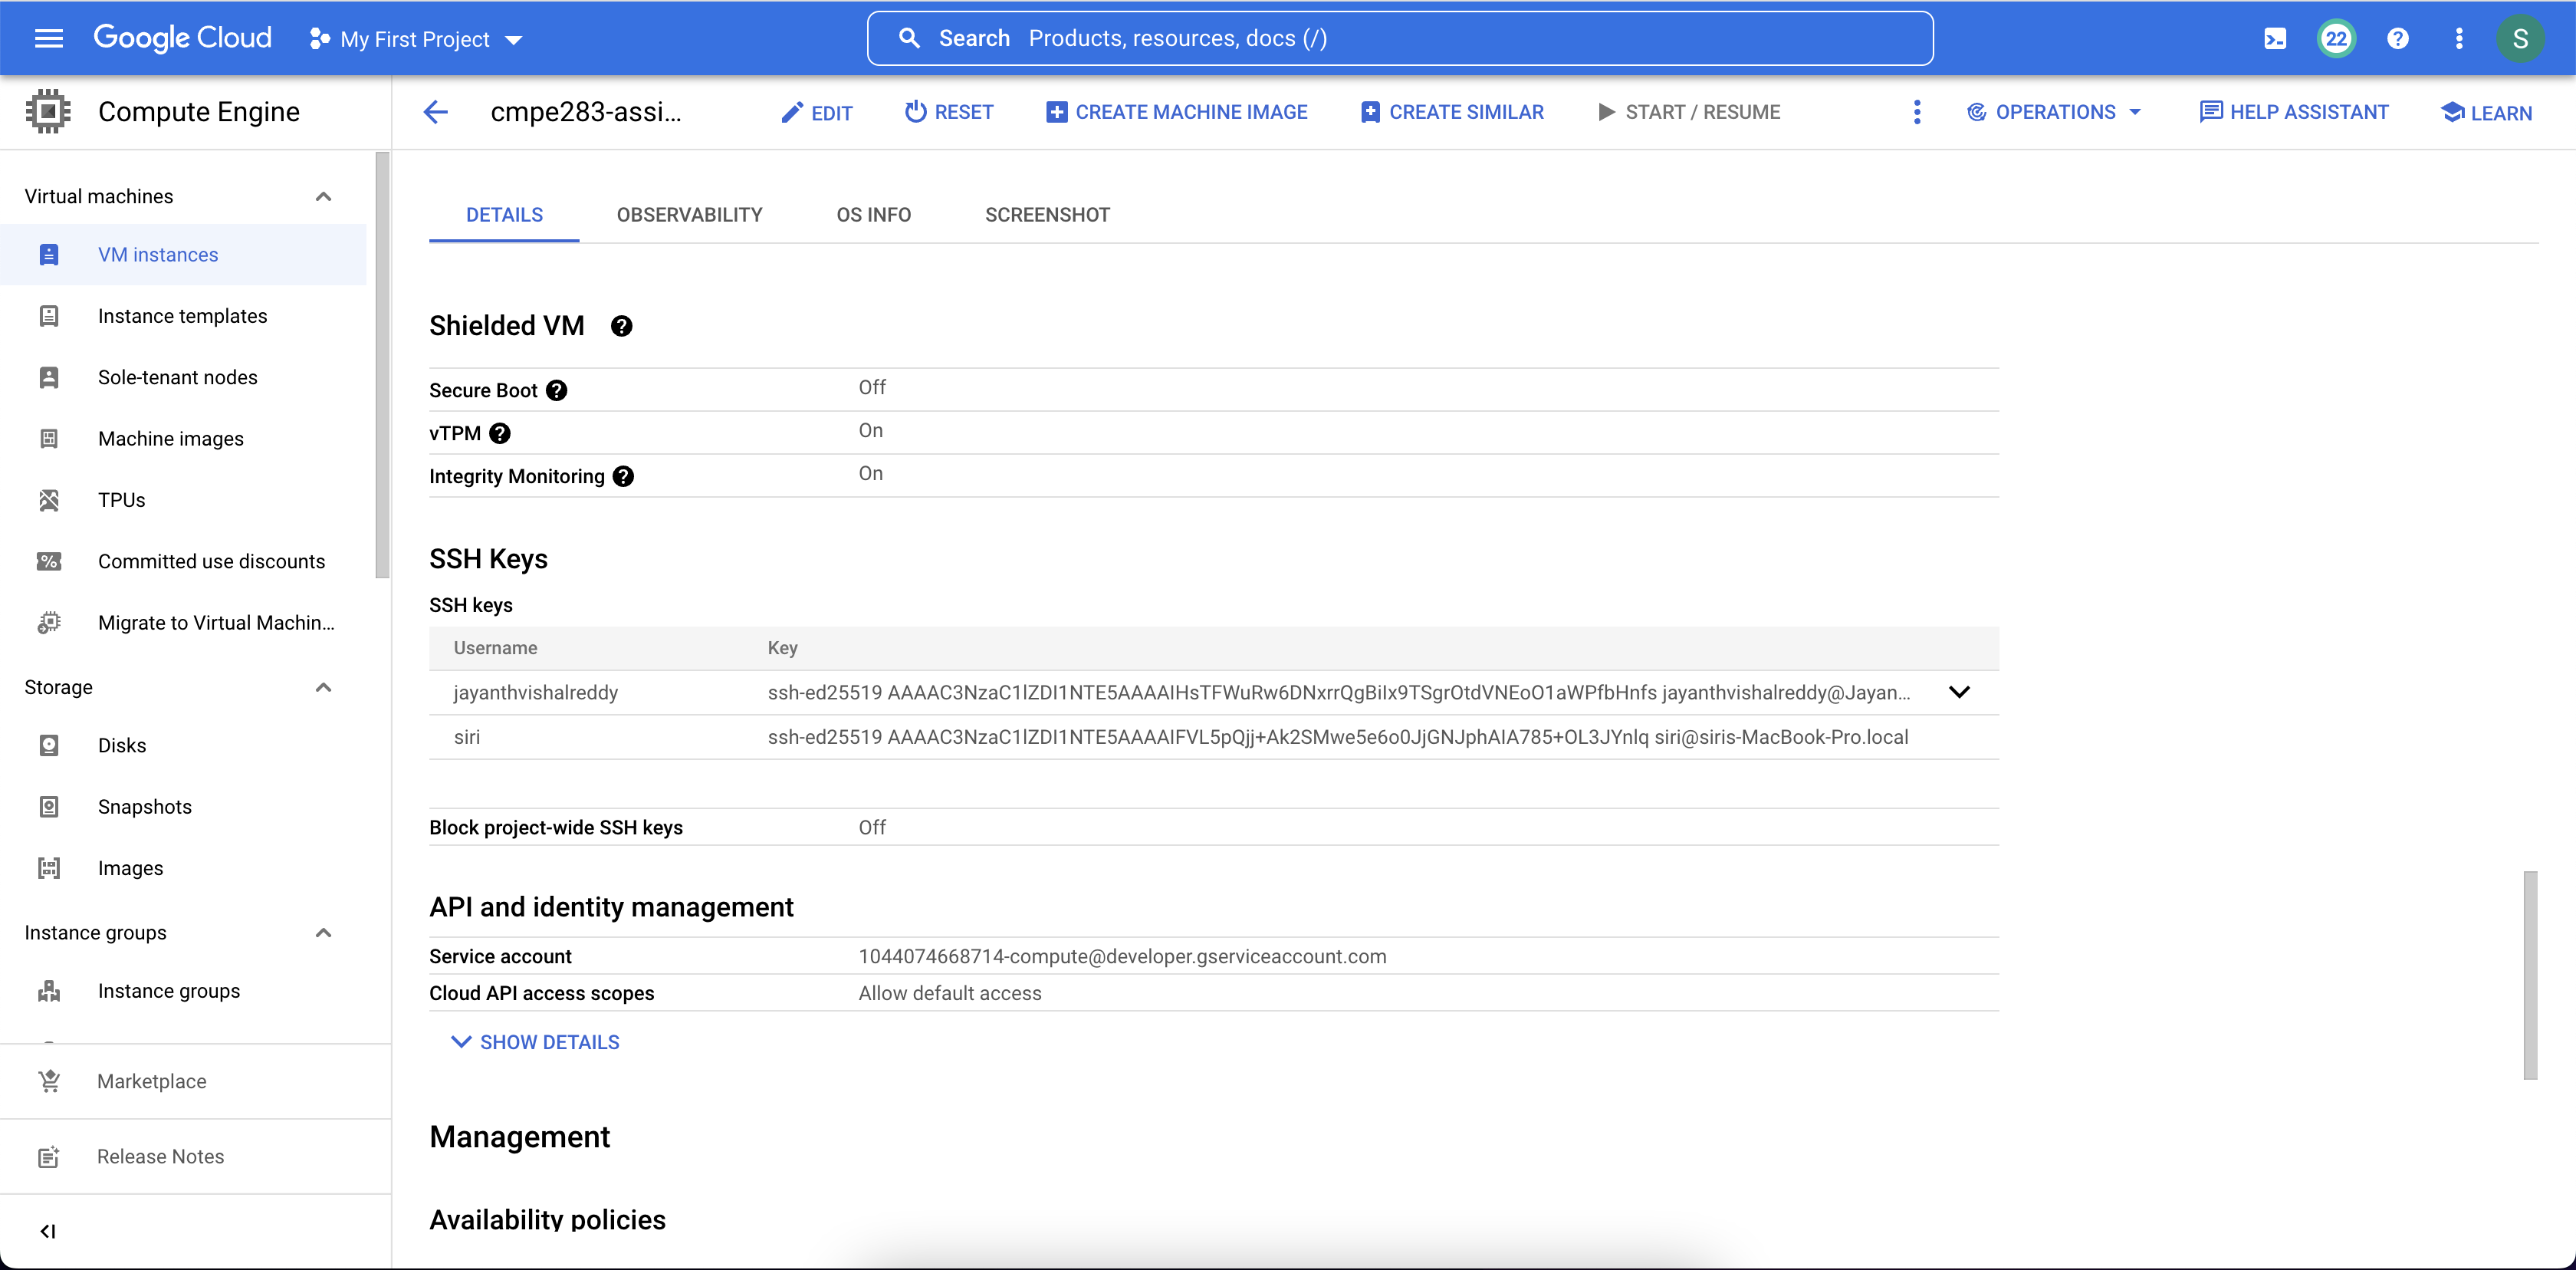 Google Cloud
My First Project
Search Products, resources, docs (/)
22
S
Compute Engine
cmpe283-assi...
EDIT
RESET
CREATE MACHINE IMAGE
CREATE SIMILAR
START / RESUME
OPERATIONS
HELP ASSISTANT
LEARN
Virtual machines
VM instances
Instance templates
Sole-tenant nodes
Machine images
TPUs
Committed use discounts
Migrate to Virtual Machin...
Storage
Disks
Snapshots
Images
Instance groups
Instance groups
Marketplace
Release Notes
DETAILS
OBSERVABILITY
OS INFO
SCREENSHOT
Shielded VM
Secure Boot Off
vTPM On
Integrity Monitoring On
SSH Keys
SSH keys
Username Key
jayanthvishalreddy ssh-ed25519 AAAAC3NzaC1lZDI1NTE5AAAAIHsTFWuRw6DNxrrQgBiIx9TSgrOtdVNEoO1aWPfbHnfs jayanthvishalreddy@Jayan...
siri ssh-ed25519 AAAAC3NzaC1lZDI1NTE5AAAAIFVL5pQjj+Ak2SMwe5e6o0JjGNJphAIA785+OL3JYnlq siri@siris-MacBook-Pro.local
Block project-wide SSH keys Off
API and identity management
Service account 1044074668714-compute@developer.gserviceaccount.com
Cloud API access scopes Allow default access
SHOW DETAILS
Management
Availability policies